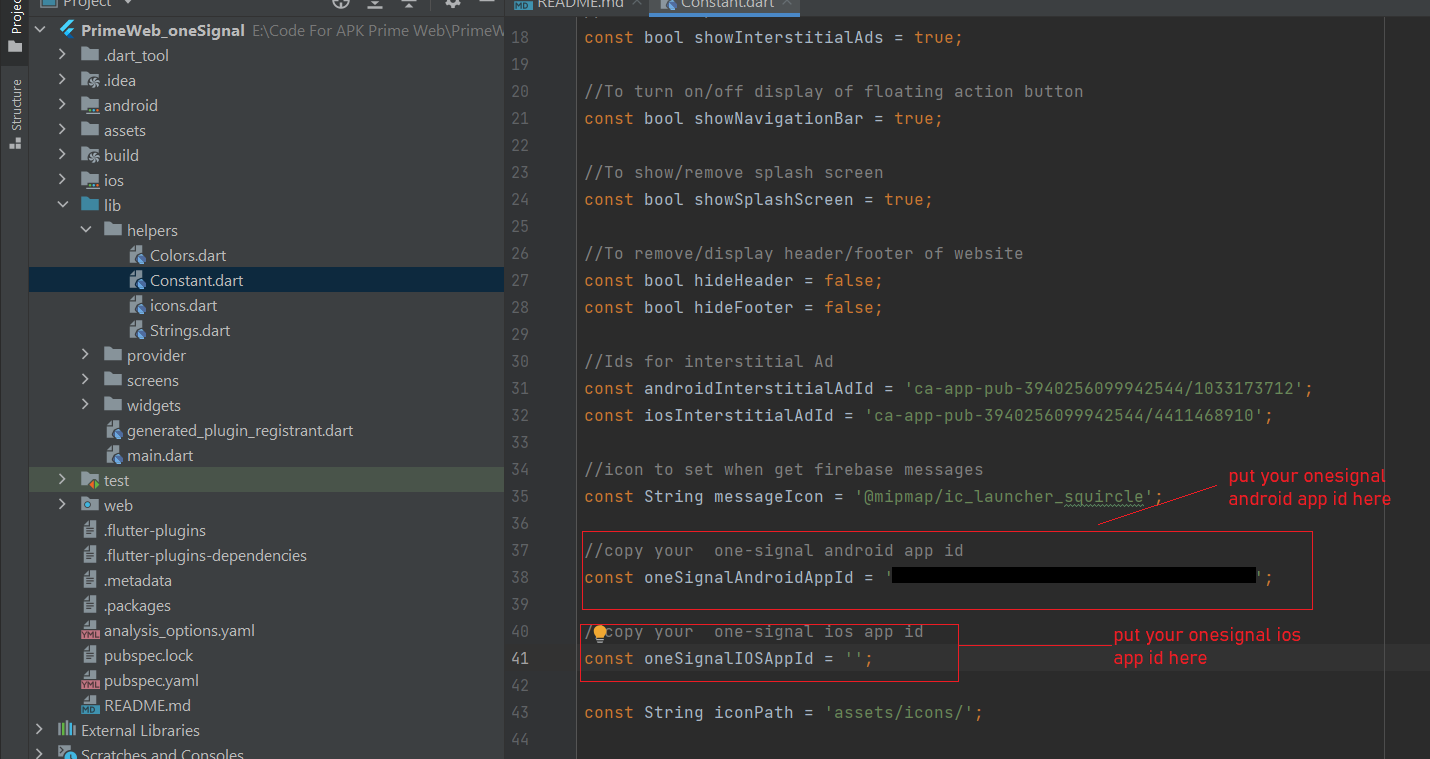 Project
README.md
Constant.dart
Project
Structure
PrimeWeb_oneSignal E:\Code For APK Prime Web\PrimeW
.dart_tool
.idea
android
assets
build
ios
lib
helpers
Colors.dart
Constant.dart
icons.dart
Strings.dart
provider
screens
widgets
generated_plugin_registrant.dart
main.dart
test
web
.flutter-plugins
.flutter-plugins-dependencies
.metadata
.packages
analysis_options.yaml
pubspec.lock
pubspec.yaml
README.md
External Libraries
Scratches and Consoles
18 const bool showInterstitialAds = true;
19
20 //To turn on/off display of floating action button
21 const bool showNavigationBar = true;
22
23 //To show/remove splash screen
24 const bool showSplashScreen = true;
25
26 //To remove/display header/footer of website
27 const bool hideHeader = false;
28 const bool hideFooter = false;
29
30 //Ids for interstitial Ad
31 const androidInterstitialAdId = 'ca-app-pub-3940256099942544/1033173712';
32 const iosInterstitialAdId = 'ca-app-pub-3940256099942544/4411468910';
33
34 //icon to set when get firebase messages
35 const String messageIcon = '@mipmap/ic_launcher_squircle';
36
37 //copy your  one-signal android app id
38 const oneSignalAndroidAppId = '';
39
40 /copy your  one-signal ios app id
41 const oneSignalIOSAppId = '';
42
43 const String iconPath = 'assets/icons/';
44
put your onesignal
android app id here
put your onesignal ios
app id here